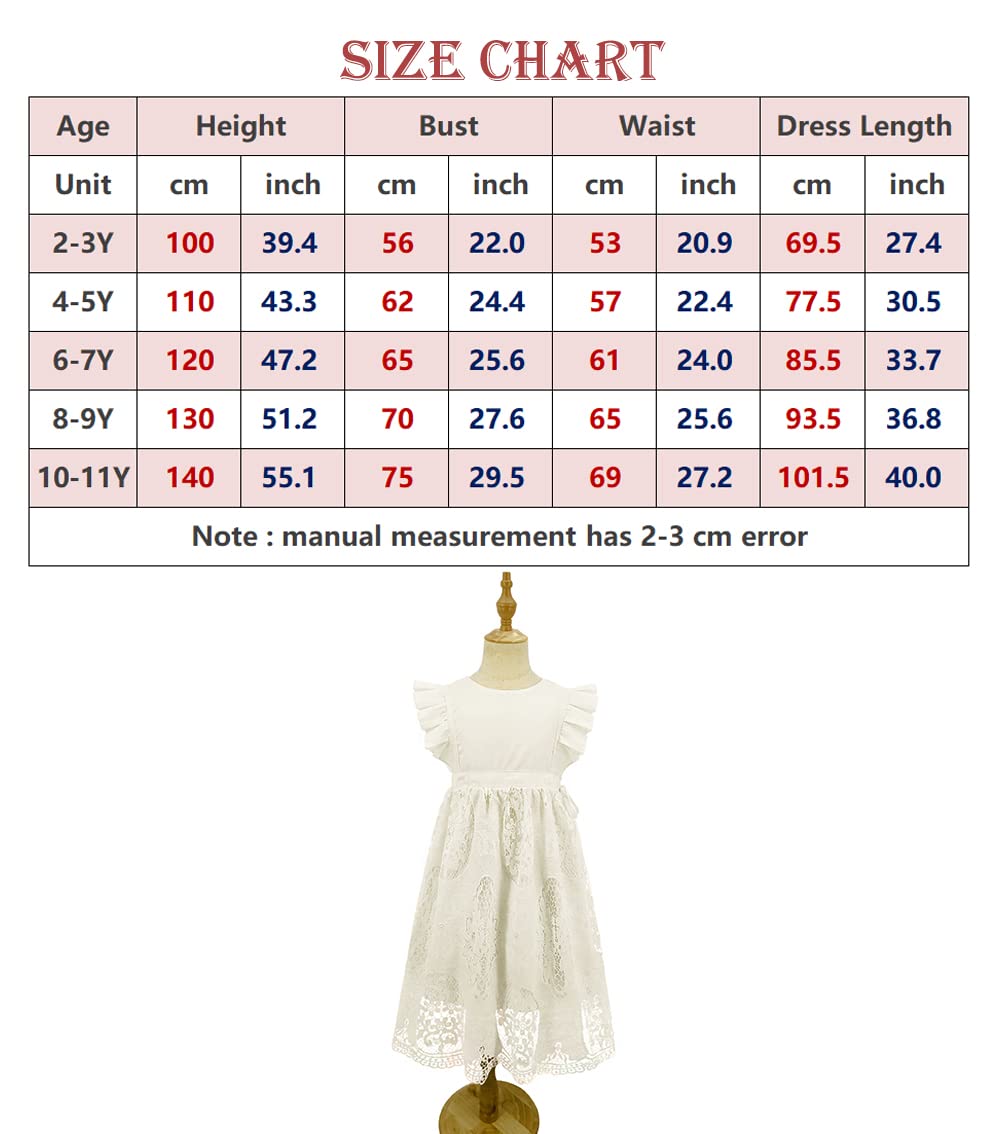 SIZE CHART
Age Height Bust Waist Dress Length
Unit cm inch cm inch cm inch cm inch
2-3Y 100 39.4 56 22.0 53 20.9 69.5 27.4
4-5Y 110 43.3 62 24.4 57 22.4 77.5 30.5
6-7Y 120 47.2 65 25.6 61 24.0 85.5 33.7
8-9Y 130 51.2 70 27.6 65 25.6 93.5 36.8
10-11Y 140 55.1 75 29.5 69 27.2 101.5 40.0
Note : manual measurement has 2-3 cm error